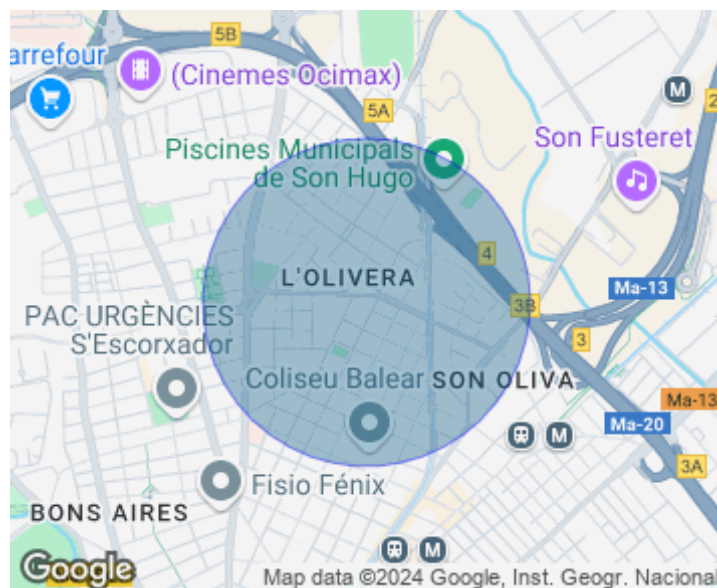 5B
arrefour
(Cinemes Ocimax)
5A
M
2
Piscines Municipals
de Son Hugo
Son Fusteret
4
L'OLIVERA
Ma-13
3B
PAC URGÈNCIES
S'Escorxador
3
Coliseu Balear
SON OLIVA
Ma-13
Ma-20
M
3A
Fisio Fénix
BONS AIRES
M
Google
Map data ©2024 Google, Inst. Geogr. Nacional